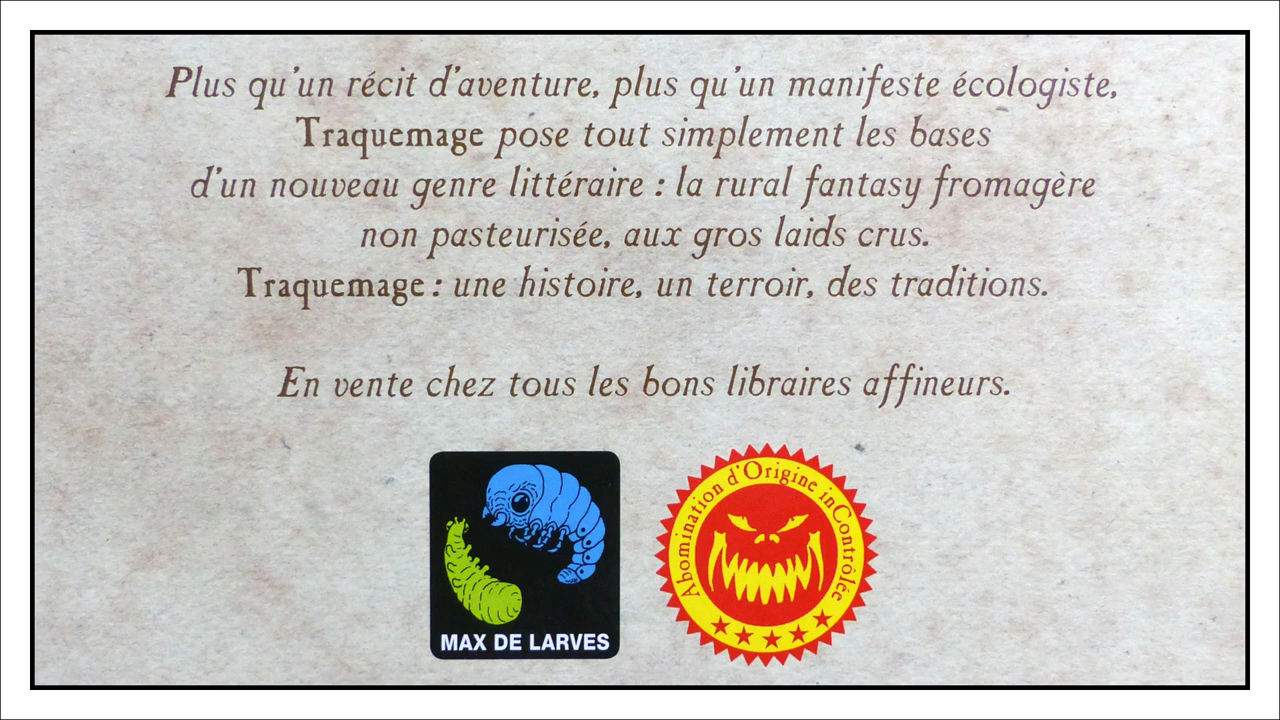 Plus qu'un récit d'aventure, plus qu'un manifeste écologiste,
Traquemage pose tout simplement les bases
d'un nouveau genre littéraire : la rural fantasy fromagère
non pasteurisée, aux gros laids crus.
Traquemage : une histoire, un terroir, des traditions.
En vente chez tous les bons libraires affineurs.
MAX DE LARVES
Abomination d'Origine inContrôlée